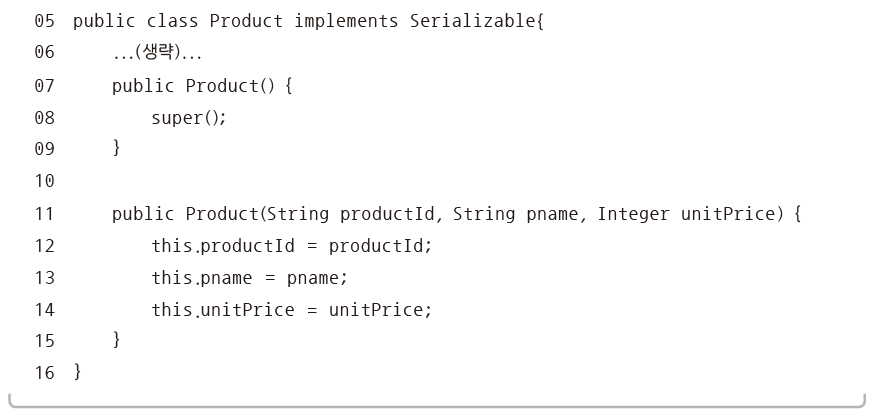 05 public class Product implements Serializable{
06 ...(생략)...
07 public Product() {
08 super();
09 }
10
11 public Product(String productId, String pname, Integer unitPrice) {
12 this.productId = productId;
13 this.pname = pname;
14 this.unitPrice = unitPrice;
15 }
16 }